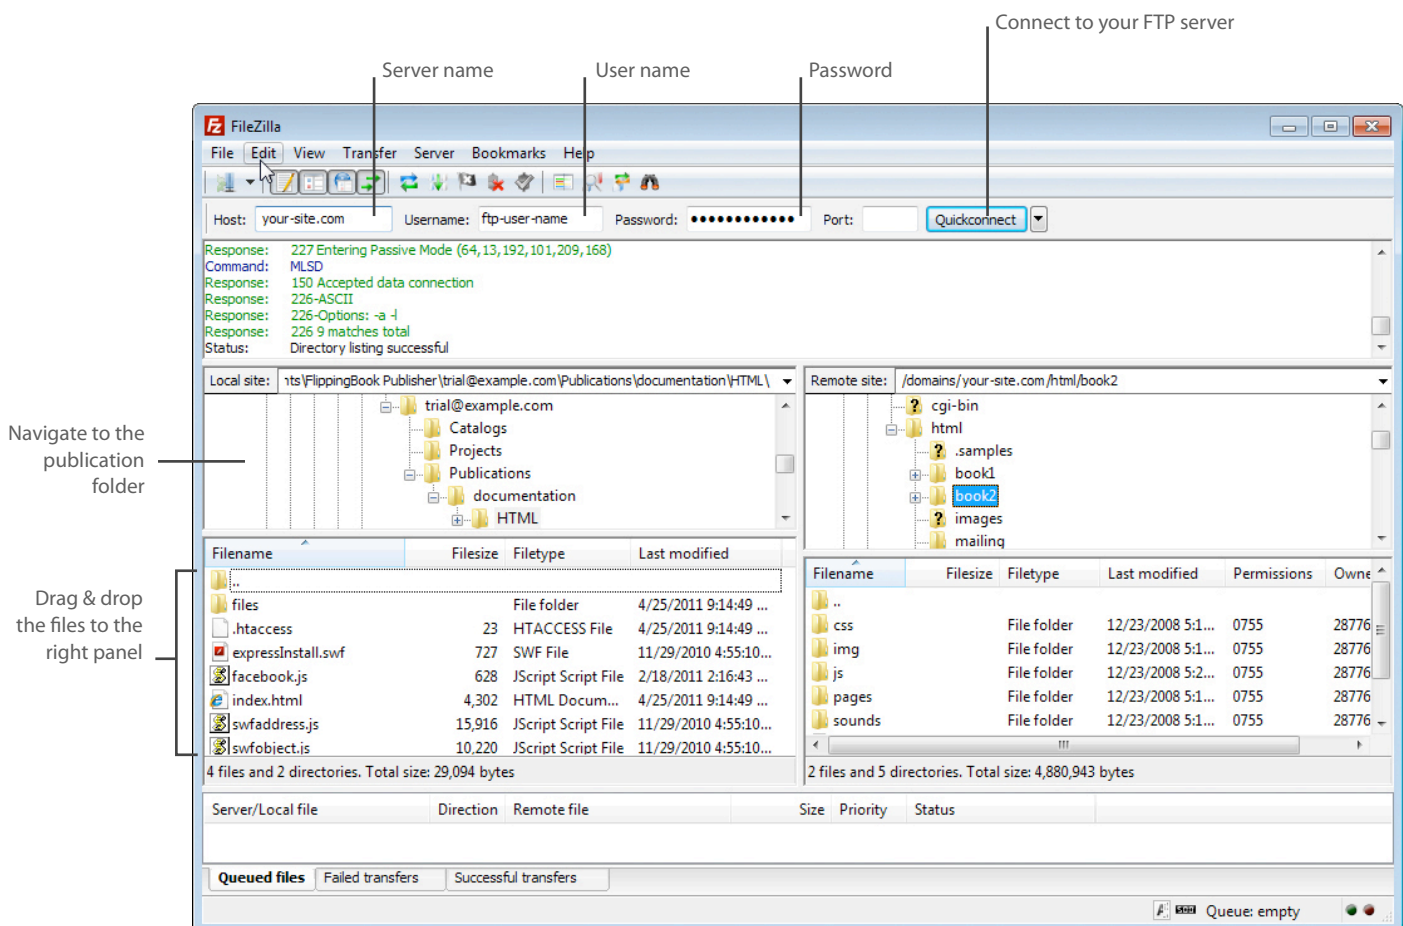 Connect to your FTP server
Server name User name Password
FileZilla
File Edit View Transfer Server Bookmarks Help
Host: your-site.com Username: ftp-user-name Password: ●●●●●●●●●●●● Port: Quickconnect
Response: 227 Entering Passive Mode (64,13,192,101,209,168)
Command: MLSD
Response: 150 Accepted data connection
Response: 226-ASCII
Response: 226-Options: -a -l
Response: 226 9 matches total
Status: Directory listing successful
Local site: nts\FlippingBook Publisher\trial@example.com\Publications\documentation\HTML\
trial@example.com
Catalogs
Projects
Publications
documentation
HTML
Remote site: /domains/your-site.com/html/book2
cgi-bin
html
.samples
book1
book2
images
mailing
Navigate to the
publication
folder
Filename Filesize Filetype Last modified
..
files File folder 4/25/2011 9:14:49 ...
.htaccess 23 HTACCESS File 4/25/2011 9:14:49 ...
expressInstall.swf 727 SWF File 11/29/2010 4:55:10...
facebook.js 628 JScript Script File 2/18/2011 2:16:43 ...
index.html 4,302 HTML Docum... 4/25/2011 9:14:49 ...
swfaddress.js 15,916 JScript Script File 11/29/2010 4:55:10...
swfobject.js 10,220 JScript Script File 11/29/2010 4:55:10...
4 files and 2 directories. Total size: 29,094 bytes
Drag & drop
the files to the
right panel
Filename Filesize Filetype Last modified Permissions Owne
..
css File folder 12/23/2008 5:1... 0755 28776
img File folder 12/23/2008 5:1... 0755 28776
js File folder 12/23/2008 5:2... 0755 28776
pages File folder 12/23/2008 5:1... 0755 28776
sounds File folder 12/23/2008 5:1... 0755 28776
2 files and 5 directories. Total size: 4,880,943 bytes
Server/Local file Direction Remote file Size Priority Status
Queued files Failed transfers Successful transfers
Queue: empty